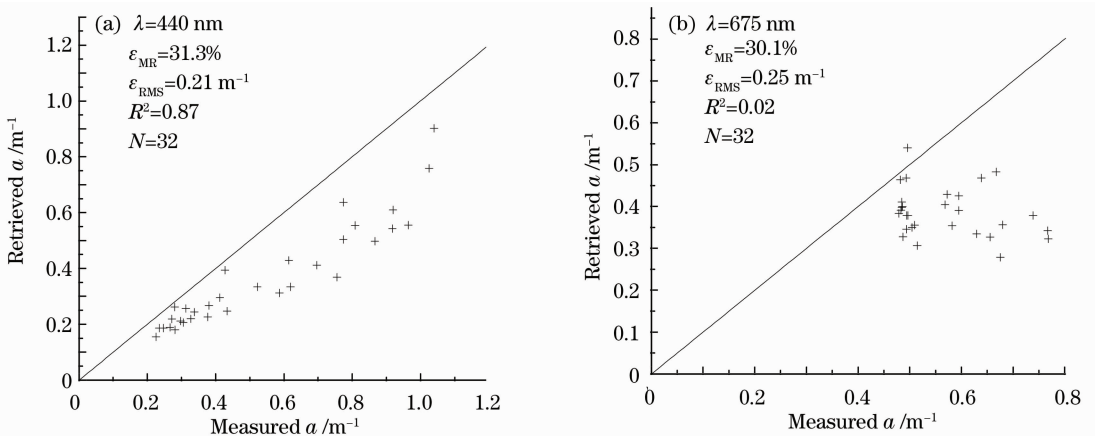 (a) λ=440 nm
εMR=31.3%
εRMS=0.21 m⁻¹
R²=0.87
N=32
Retrieved a /m⁻¹
1.2
1.0
0.8
0.6
0.4
0.2
0
0 0.2 0.4 0.6 0.8 1.0 1.2
Measured a /m⁻¹
(b) λ=675 nm
εMR=30.1%
εRMS=0.25 m⁻¹
R²=0.02
N=32
Retrieved a /m⁻¹
0.8
0.7
0.6
0.5
0.4
0.3
0.2
0.1
0
0 0.2 0.4 0.6 0.8
Measured a /m⁻¹